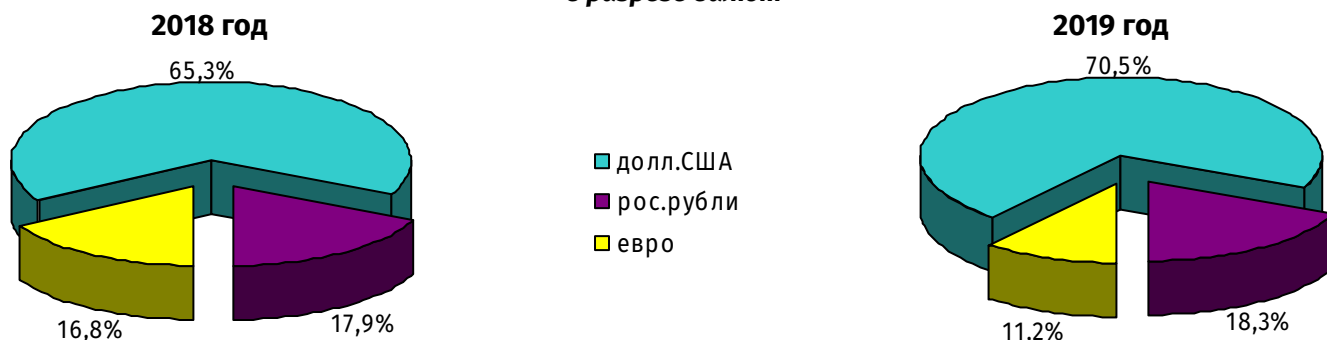 2018 год
2019 год
65,3%
70,5%
долл.США
рос.рубли
евро
16,8%
17,9%
11,2%
18,3%